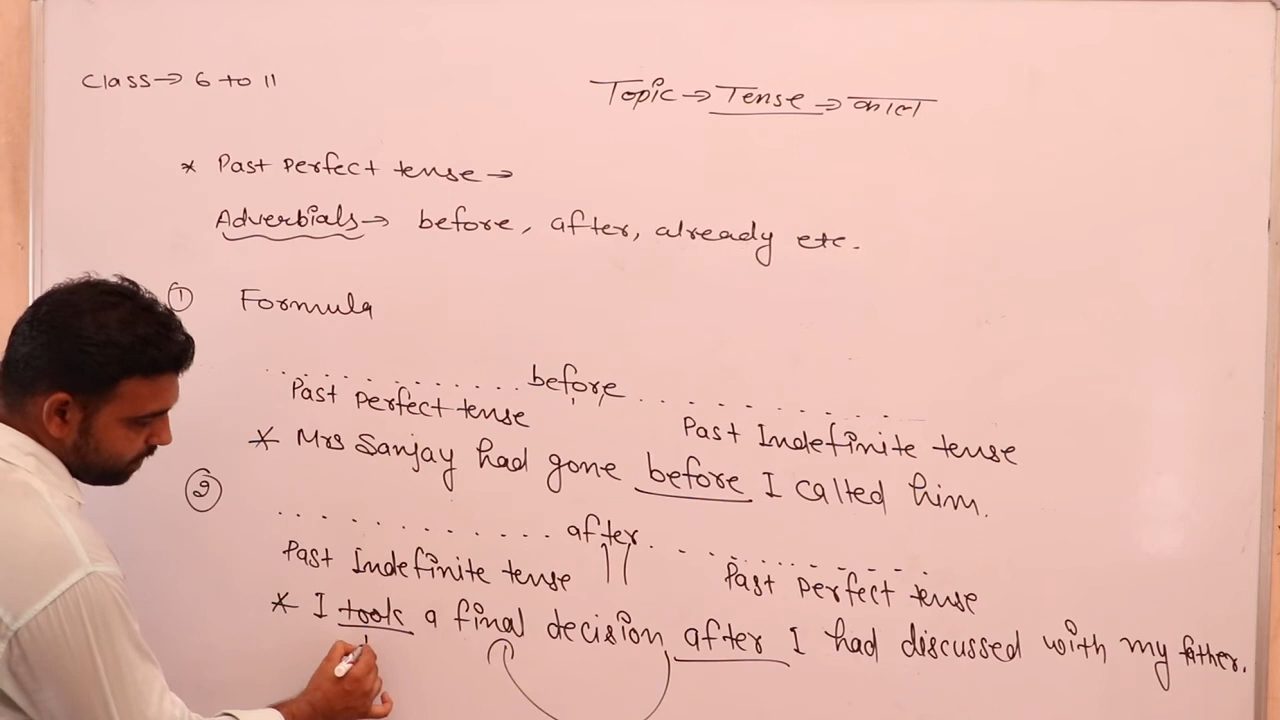 Class→ 6 to 11
Topic → Tense → काल
* Past perfect tense →
Adverbials → before, after, already etc.
① Formula
............... before ...............
Past perfect tense Past Indefinite tense
* Mrs Sanjay had gone before I called him.
② ............... after ...............
Past Indefinite tense Past perfect tense
* I took a final decision after I had discussed with my father.